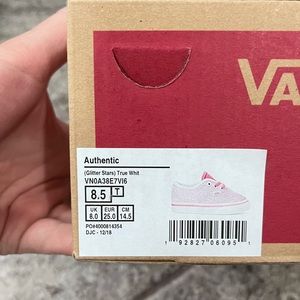 VA
Authentic
(Glitter Stars) True Whit
VN0A38E7VI6
8.5 T
UK EUR CM
8.0 25.0 14.5
PO#4000814354
DJC - 12/18
1 92827 06095 1